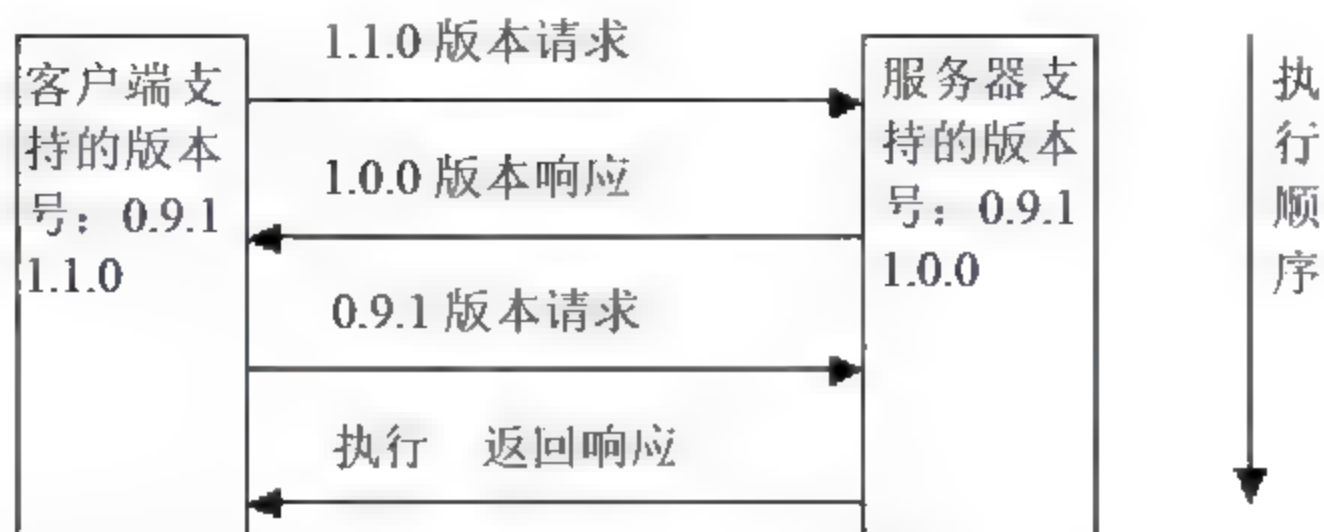 客户端支
持的版本
号：0.9.1
1.1.0
1.1.0 版本请求
1.0.0 版本响应
0.9.1 版本请求
执行 返回响应
服务器支
持的版本
号：0.9.1
1.0.0
执
行
顺
序